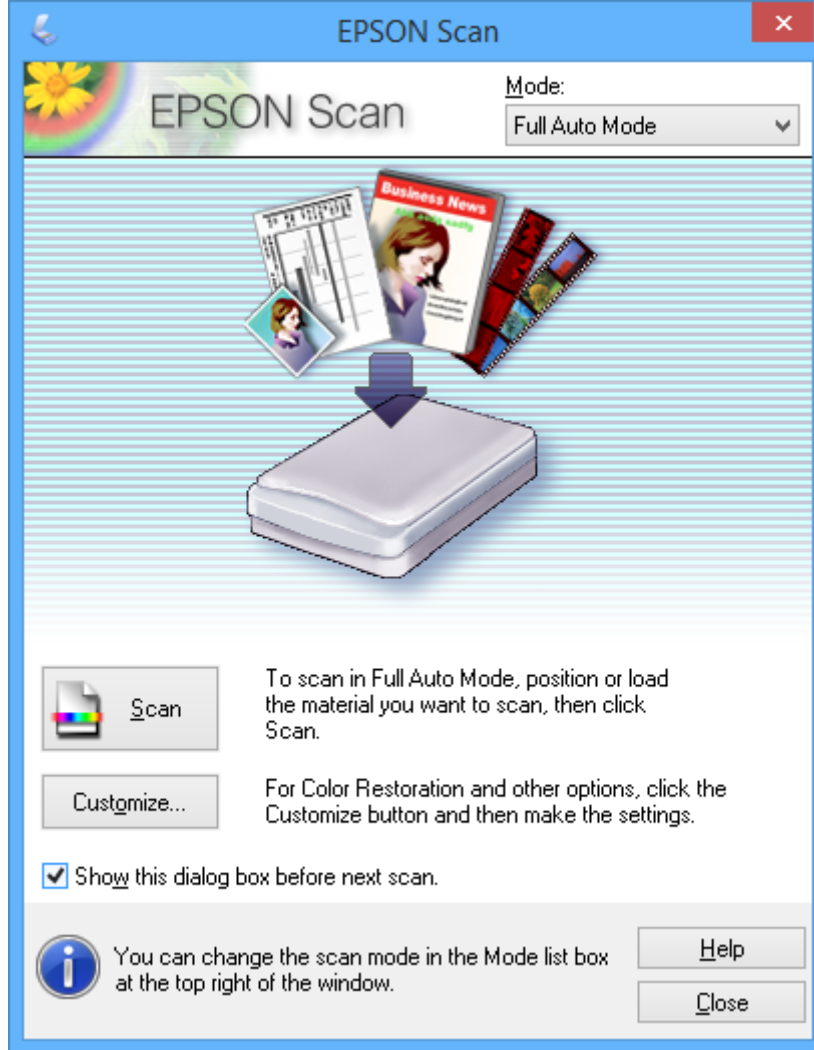 EPSON Scan
EPSON Scan
Mode:
Full Auto Mode
Business News
Scan
To scan in Full Auto Mode, position or load
the material you want to scan, then click
Scan.
Customize...
For Color Restoration and other options, click the
Customize button and then make the settings.
Show this dialog box before next scan.
You can change the scan mode in the Mode list box
at the top right of the window.
Help
Close